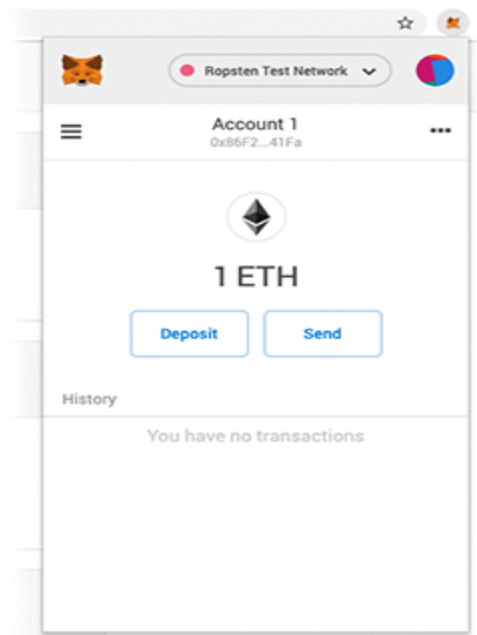 Ropsten Test Network
Account 1
0x86F2...41Fa
1 ETH
Deposit Send
History
You have no transactions